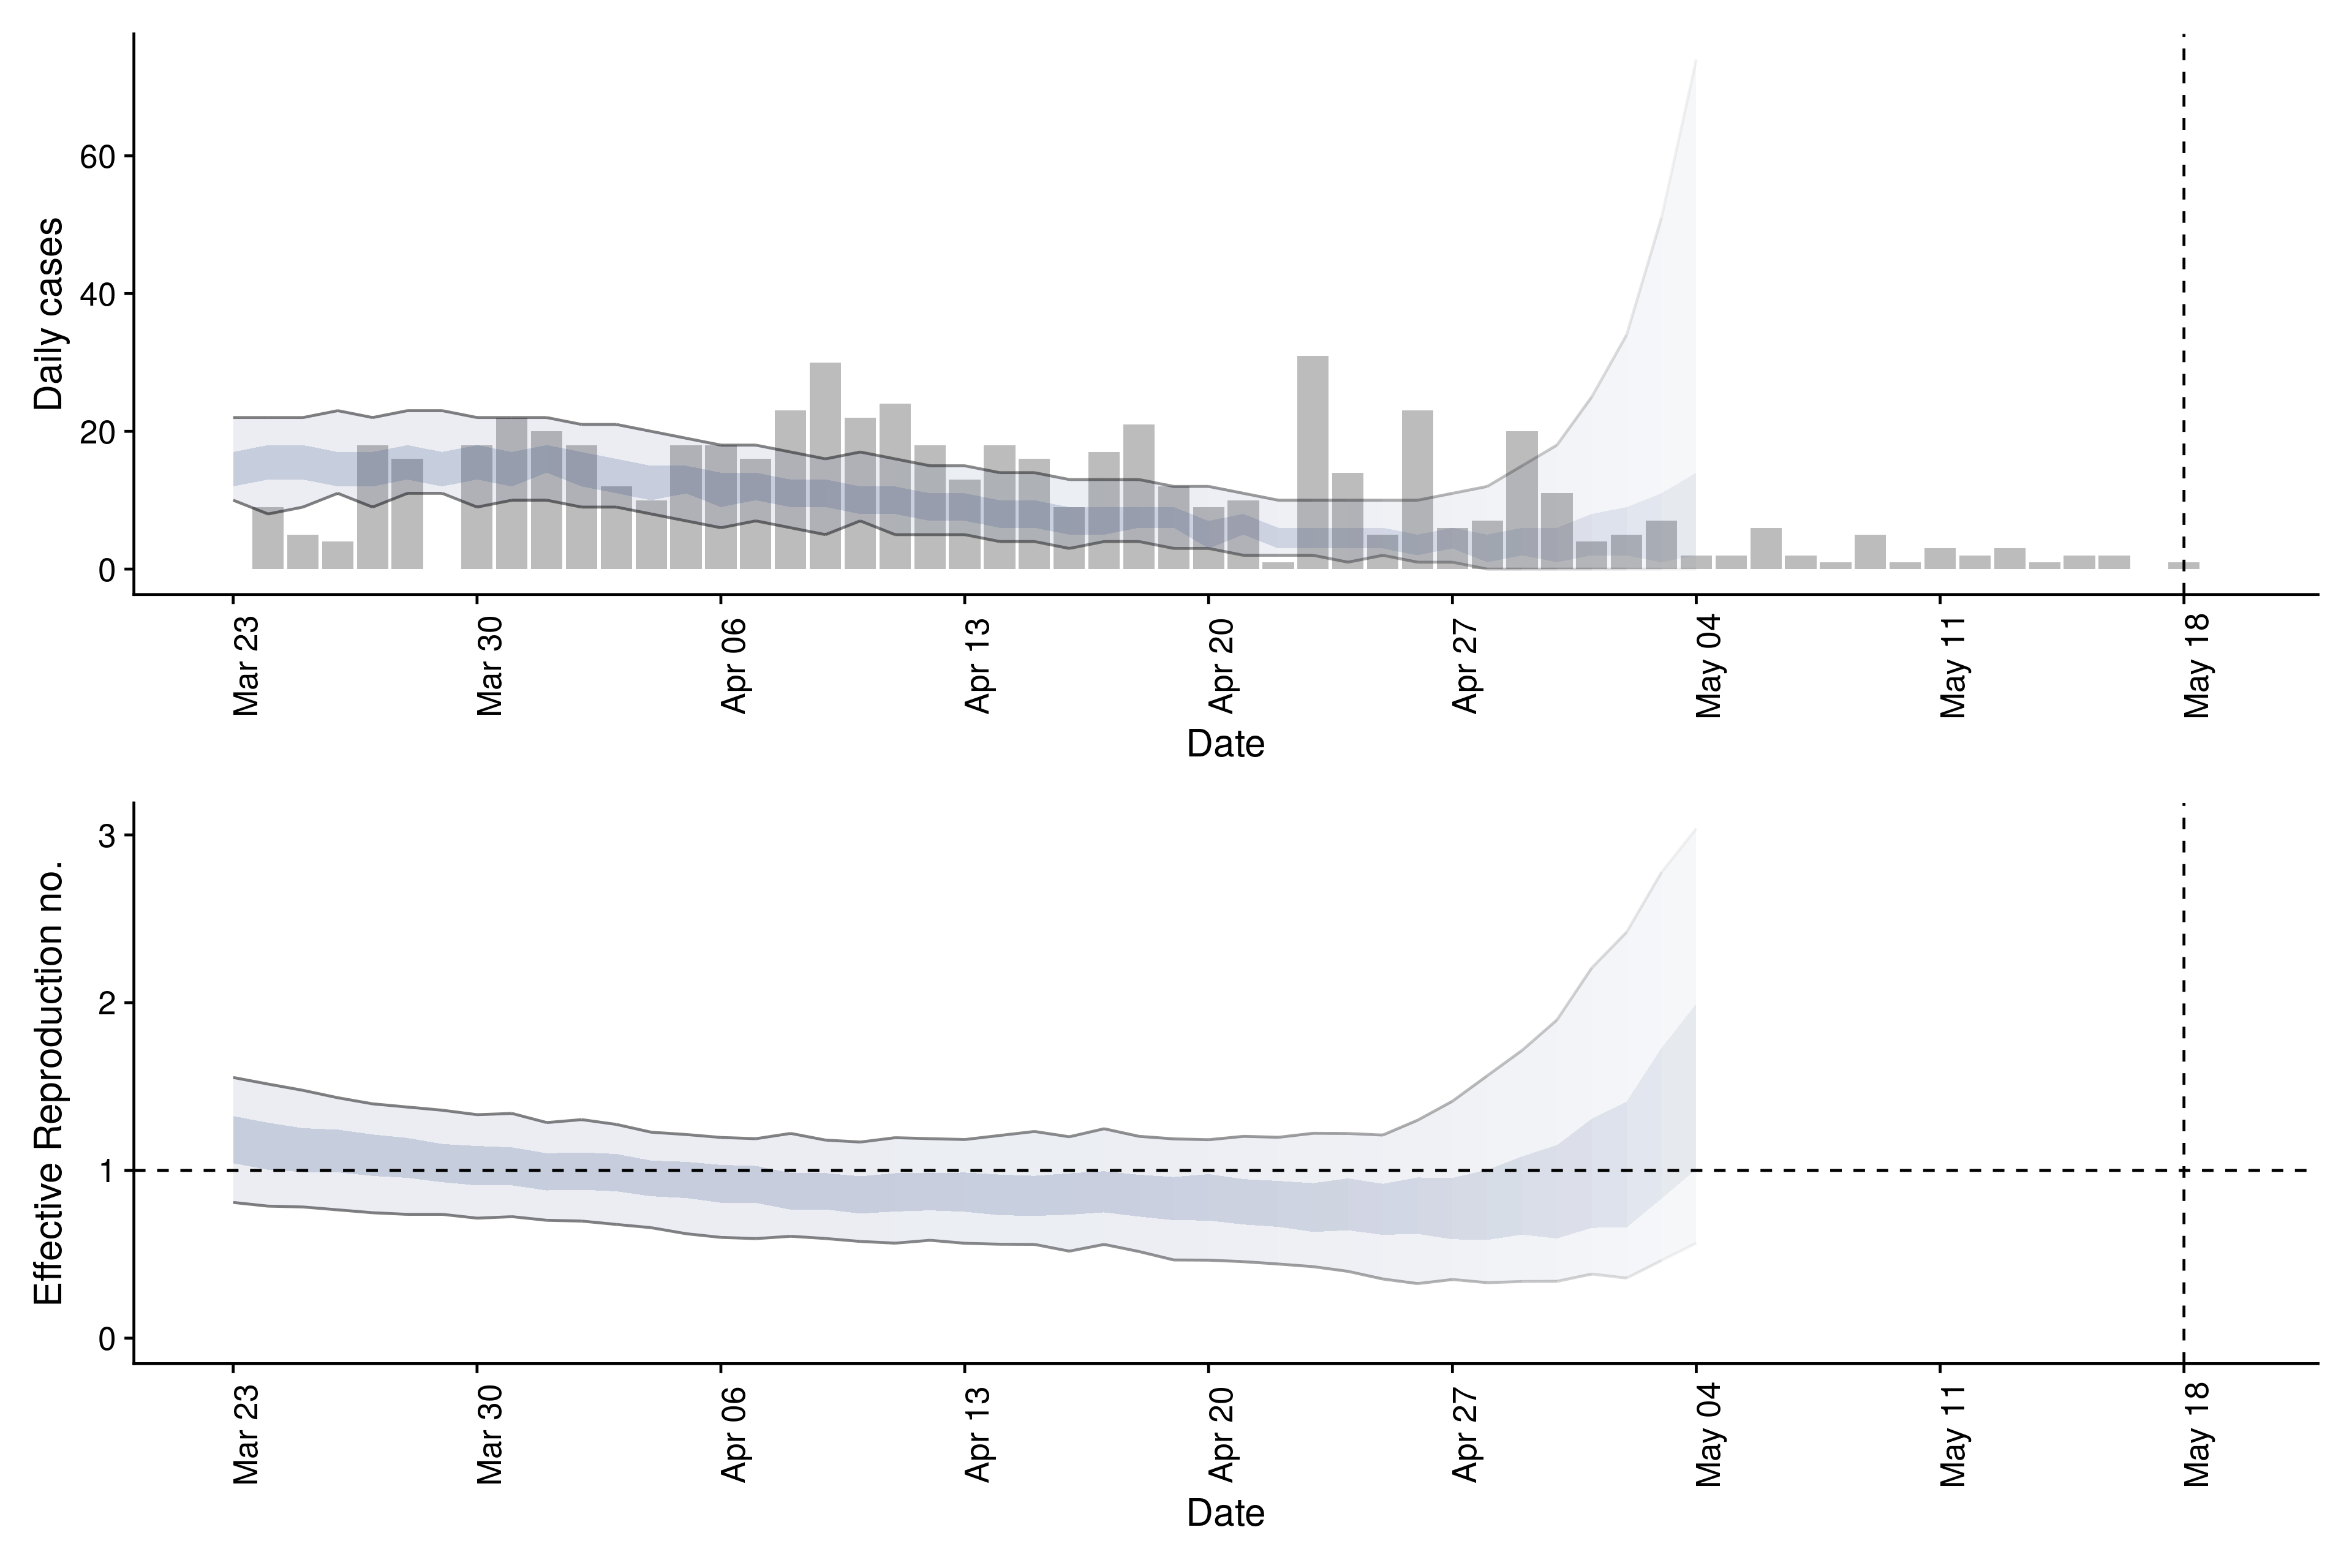 Daily cases
60
40
20
0
Mar 23
Mar 30
Apr 06
Apr 13
Apr 20
Apr 27
May 04
May 11
May 18
Date
Effective Reproduction no.
3
2
1
0
Mar 23
Mar 30
Apr 06
Apr 13
Apr 20
Apr 27
May 04
May 11
May 18
Date